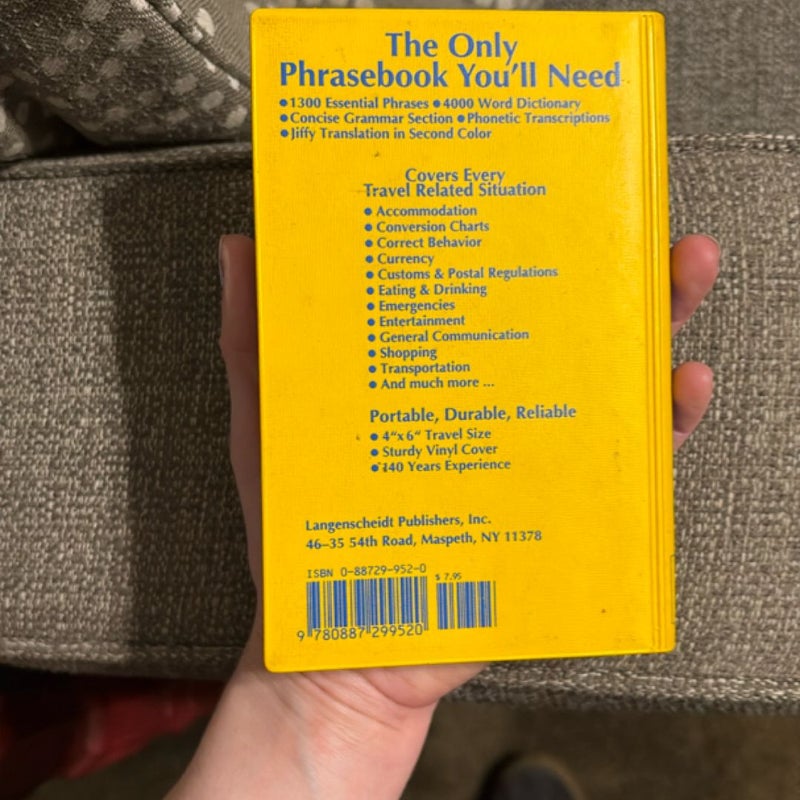 The Only
Phrasebook You'll Need
●1300 Essential Phrases ●4000 Word Dictionary
●Concise Grammar Section ●Phonetic Transcriptions
●Jiffy Translation in Second Color
Covers Every
Travel Related Situation
● Accommodation
● Conversion Charts
● Correct Behavior
● Currency
● Customs & Postal Regulations
● Eating & Drinking
● Emergencies
● Entertainment
● General Communication
● Shopping
● Transportation
● And much more ...
Portable, Durable, Reliable
● 4"x6" Travel Size
● Sturdy Vinyl Cover
● 140 Years Experience
Langenscheidt Publishers, Inc.
46–35 54th Road, Maspeth, NY 11378
ISBN 0-88729-952-0
$ 7.95
9 780887 299520